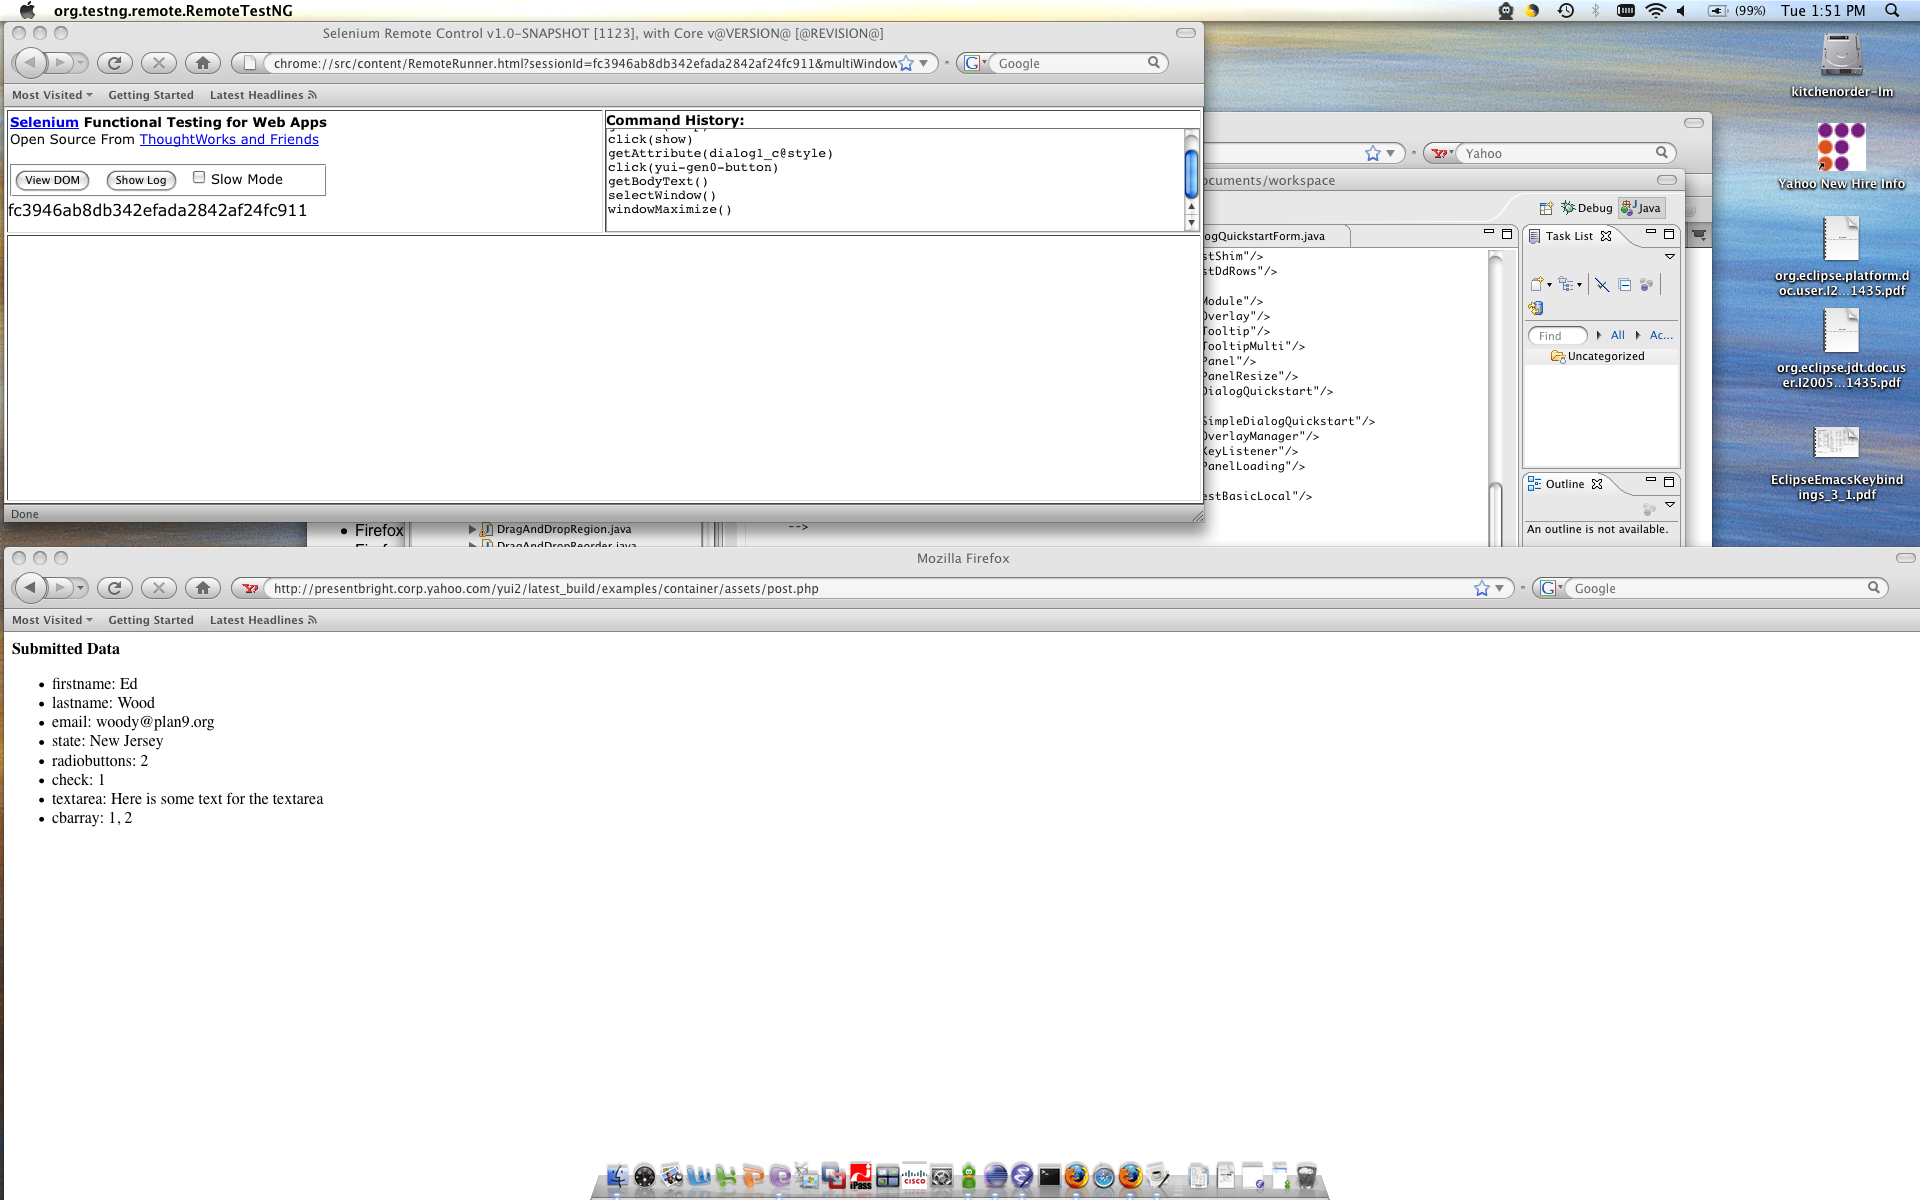 org.testng.remote.RemoteTestNG
(99%)
Tue 1:51 PM
Selenium Remote Control v1.0-SNAPSHOT [1123], with Core v@VERSION@ [@REVISION@]
chrome://src/content/RemoteRunner.html?sessionId=fc3946ab8db342efada2842af24fc911&multiWindow
Google
Most Visited
Getting Started
Latest Headlines
Selenium Functional Testing for Web Apps
Open Source From ThoughtWorks and Friends
View DOM
Show Log
Slow Mode
fc3946ab8db342efada2842af24fc911
Command History:
click(show)
getAttribute(dialog1_c@style)
click(yui-gen0-button)
getBodyText()
selectWindow()
windowMaximize()
Done
Yahoo
ocuments/workspace
Debug
Java
ogQuickstartForm.java
stShim"/>
stDdRows"/>
Module"/>
Overlay"/>
Tooltip"/>
TooltipMulti"/>
Panel"/>
PanelResize"/>
DialogQuickstart"/>
SimpleDialogQuickstart"/>
OverlayManager"/>
KeyListener"/>
PanelLoading"/>
estBasicLocal"/>
-->
Task List
Find
All
Ac...
Uncategorized
Outline
An outline is not available.
Firefox
DragAndDropRegion.java
DragAndDropReorder.java
kitchenorder-lm
Yahoo New Hire Info
org.eclipse.platform.d
oc.user.I2...1435.pdf
org.eclipse.jdt.doc.us
er.I2005...1435.pdf
EclipseEmacsKeybind
ings_3_1.pdf
Mozilla Firefox
http://presentbright.corp.yahoo.com/yui2/latest_build/examples/container/assets/post.php
Google
Most Visited
Getting Started
Latest Headlines
Submitted Data
firstname: Ed
lastname: Wood
email: woody@plan9.org
state: New Jersey
radiobuttons: 2
check: 1
textarea: Here is some text for the textarea
cbarray: 1, 2
iPass
CISCO